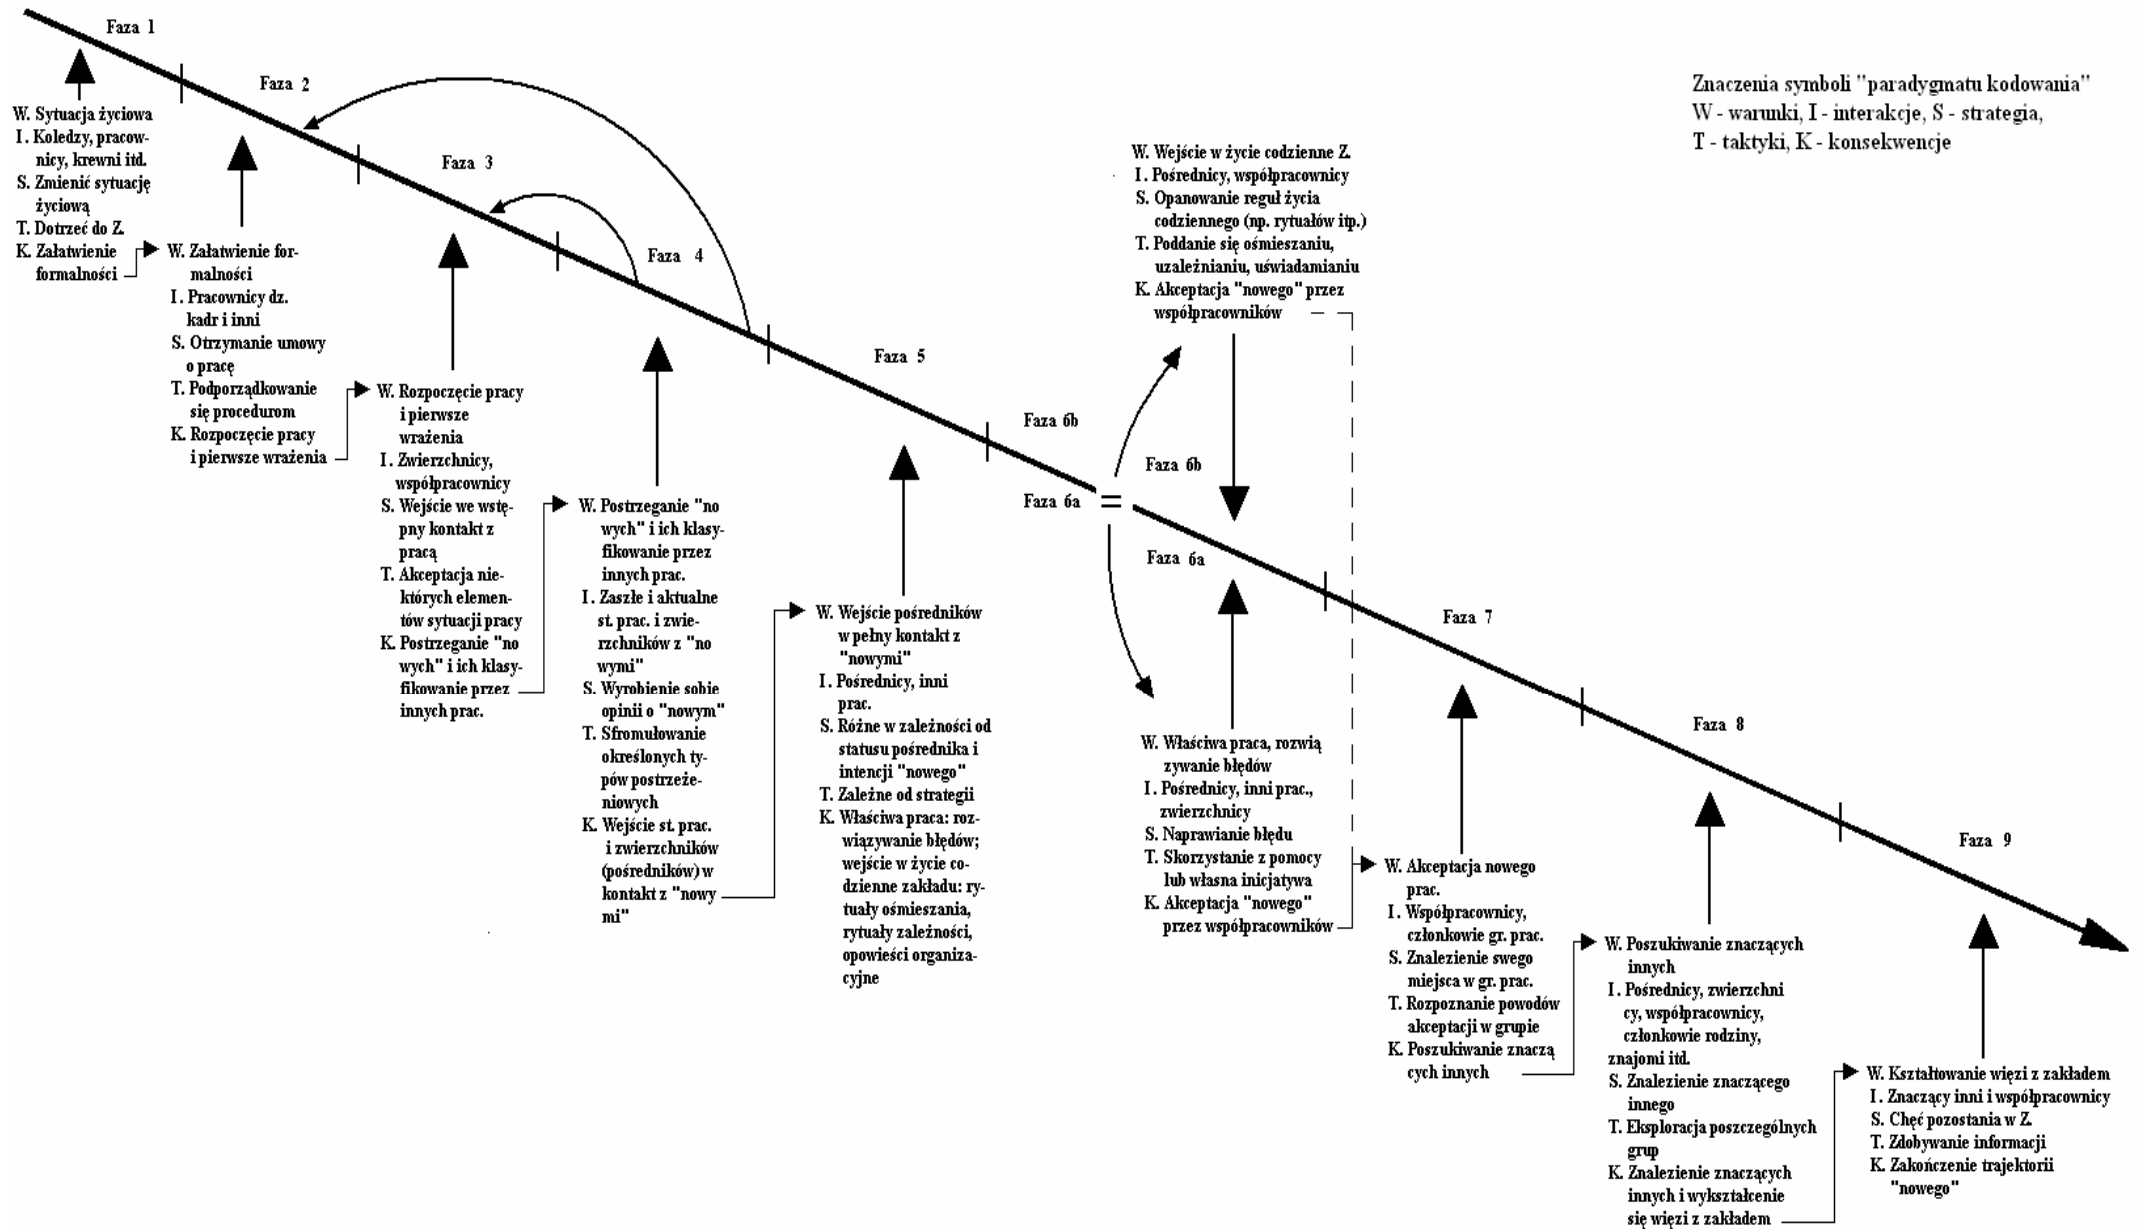 Faza 1
W. Sytuacja życiowa
I. Koledzy, pracow-
nicy, krewni itd.
S. Zmienić sytuację
życiową
T. Dotrzeć do Z.
K. Załatwienie
formalności
Faza 2
W. Załatwienie for-
malności
I. Pracownicy dz.
kadr i inni
S. Otrzymanie umowy
o pracę
T. Podporządkowanie
się procedurom
K. Rozpoczęcie pracy
i pierwsze wrażenia
Faza 3
W. Rozpoczęcie pracy
i pierwsze
wrażenia
I. Zwierzchnicy,
współpracownicy
S. Wejście we wstę-
pny kontakt z
pracą
T. Akceptacja nie-
których elemen-
tów sytuacji pracy
K. Postrzeganie "no
wych" i ich klasy-
fikowanie przez
innych prac.
Faza 4
W. Postrzeganie "no
wych" i ich klasy-
fikowanie przez
innych prac.
I. Zaszłe i aktualne
st. prac. i zwie-
rzchników z "no
wymi"
S. Wyrobienie sobie
opinii o "nowym"
T. Sfromułowanie
określonych ty-
pów postrzeże-
niowych
K. Wejście st. prac.
i zwierzchników
(pośredników) w
kontakt z "nowy
mi"
Faza 5
W. Wejście pośredników
w pełny kontakt z
"nowymi"
I. Pośrednicy, inni
prac.
S. Różne w zależności od
statusu pośrednika i
intencji "nowego"
T. Zależne od strategii
K. Właściwa praca: roz-
wiązywanie błędów;
wejście w życie co-
dzienne zakładu: ry-
tuały ośmieszania,
rytuały zależności,
opowieści organiza-
cyjne
Faza 6b
Faza 6a
W. Wejście w życie codzienne Z.
I. Pośrednicy, współpracownicy
S. Opanowanie reguł życia
codziennego (np. rytuałów itp.)
T. Poddanie się ośmieszaniu,
uzależnianiu, uświadamianiu
K. Akceptacja "nowego" przez
współpracowników
Faza 6b
Faza 6a
W. Właściwa praca, rozwią
zywanie błędów
I. Pośrednicy, inni prac.,
zwierzchnicy
S. Naprawianie błędu
T. Skorzystanie z pomocy
lub własna inicjatywa
K. Akceptacja "nowego"
przez współpracowników
Faza 7
W. Akceptacja nowego
prac.
I. Współpracownicy,
członkowie gr. prac.
S. Znalezienie swego
miejsca w gr. prac.
T. Rozpoznanie powodów
akceptacji w grupie
K. Poszukiwanie znaczą
cych innych
Faza 8
W. Poszukiwanie znaczących
innych
I. Pośrednicy, zwierzchni
cy, współpracownicy,
członkowie rodziny,
znajomi itd.
S. Znalezienie znaczącego
innego
T. Eksploracja poszczególnych
grup
K. Znalezienie znaczących
innych i wykształcenie
się więzi z zakładem
Faza 9
W. Kształtowanie więzi z zakładem
I. Znaczący inni i współpracownicy
S. Chęć pozostania w Z.
T. Zdobywanie informacji
K. Zakończenie trajektorii
"nowego"
Znaczenia symboli "paradygmatu kodowania"
W - warunki, I - interakcje, S - strategia,
T - taktyki, K - konsekwencje